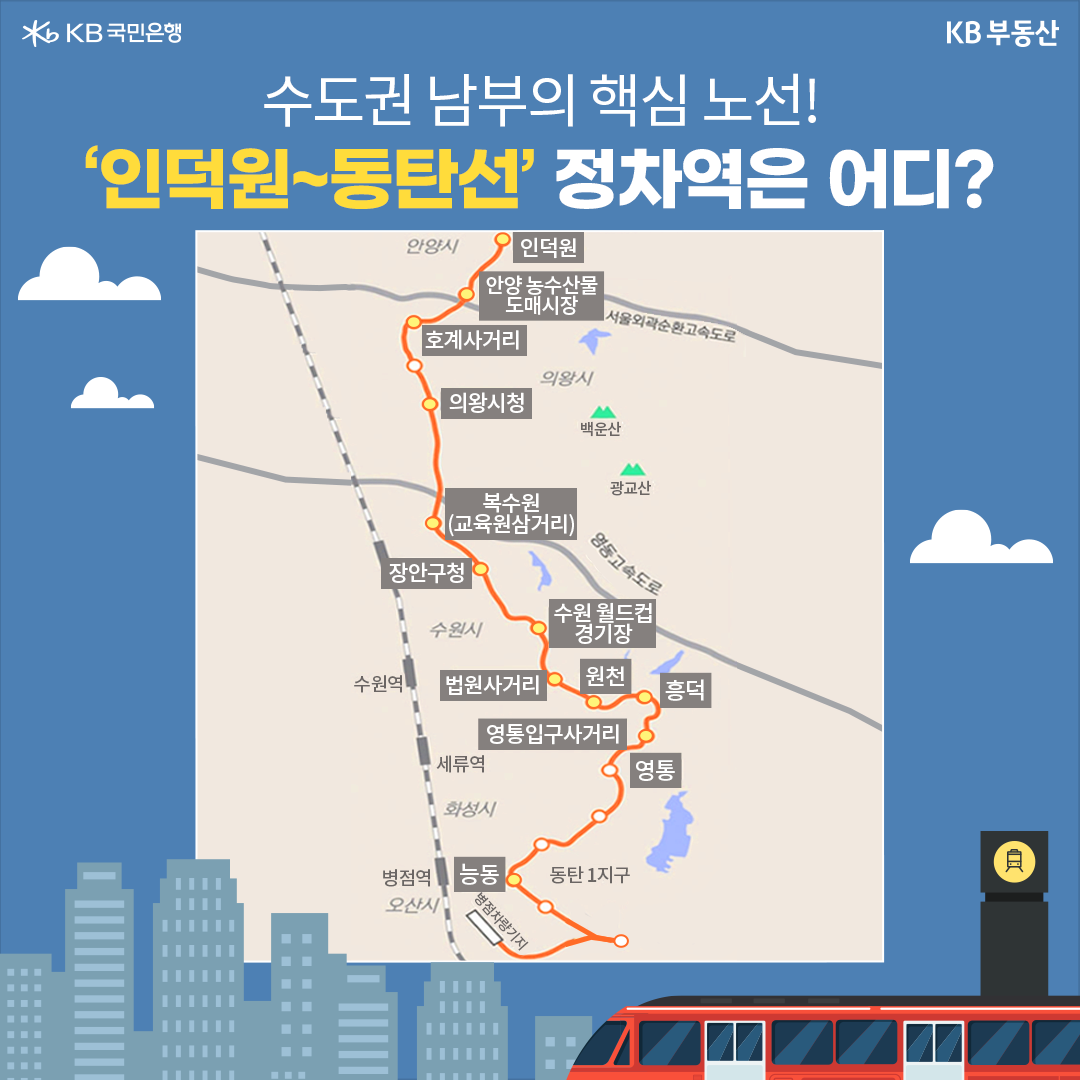 KB 국민은행
KB 부동산
수도권 남부의 핵심 노선!
‘인덕원~동탄선’ 정차역은 어디?
안양시
인덕원
안양 농수산물
도매시장
서울외곽순환고속도로
호계사거리
의왕시
의왕시청
백운산
광교산
복수원
(교육원삼거리)
영동고속도로
장안구청
수원 월드컵
경기장
수원시
원천
수원역
법원사거리
흥덕
영통입구사거리
세류역
영통
화성시
병점역
능동
동탄 1지구
오산시
병점차량기지